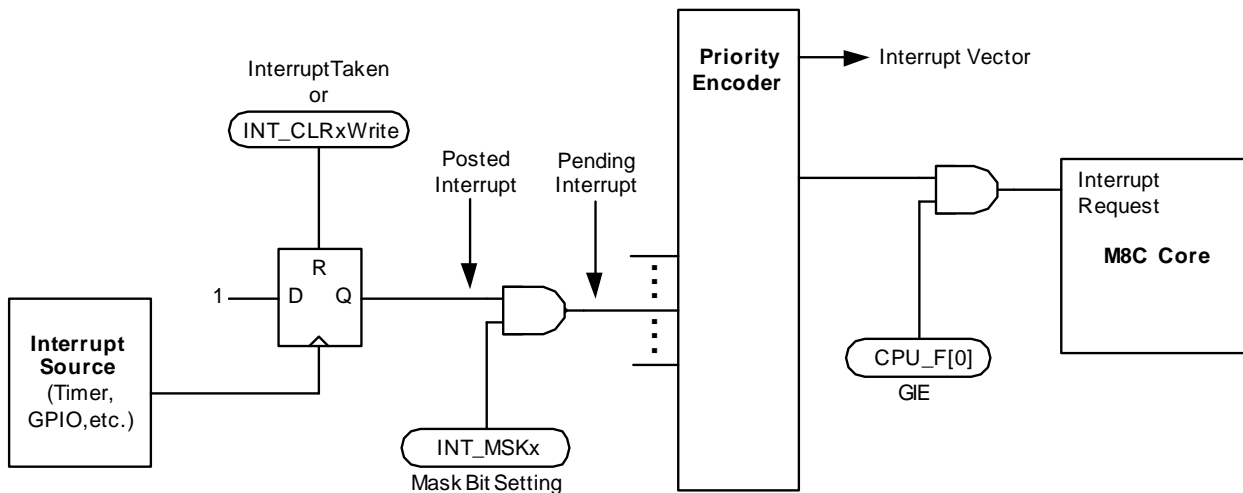 InterruptTaken
or
INT_CLRxWrite
Posted
Interrupt
Pending
Interrupt
Priority
Encoder
Interrupt Vector
Interrupt
Request
M8C Core
R
1
D
Q
Interrupt
Source
(Timer,
GPIO,etc.)
INT_MSKx
Mask Bit Setting
CPU_F[0]
GIE